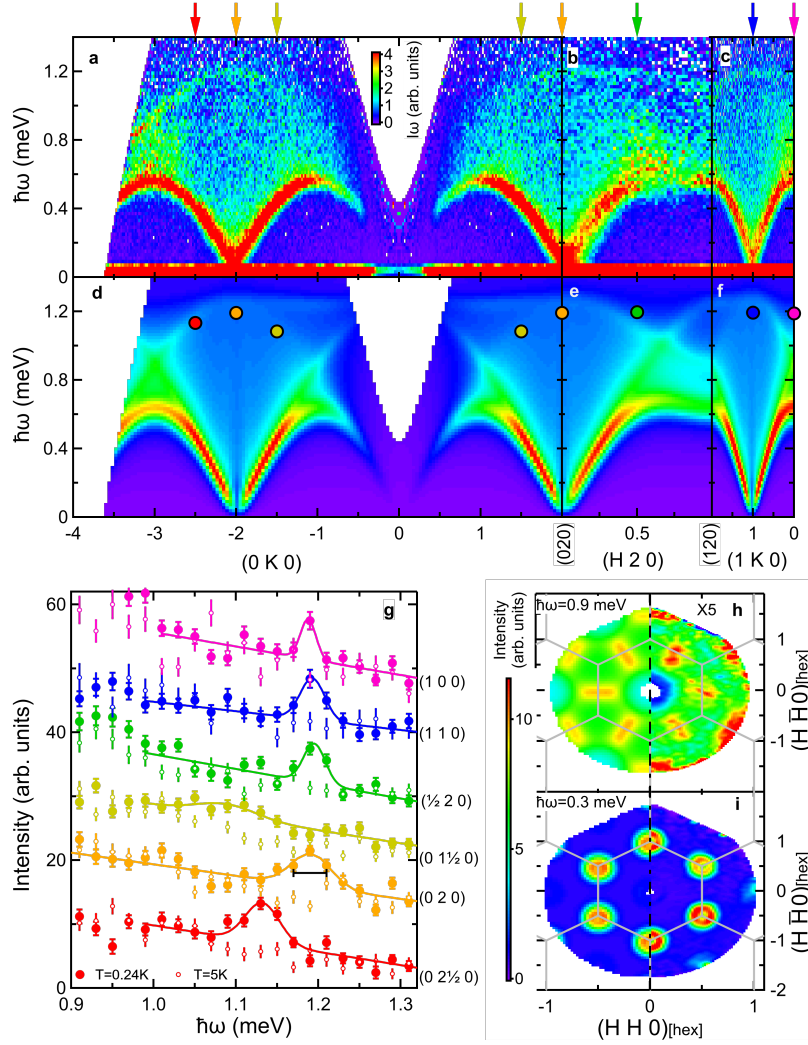 a
b
c
4
3
2
1
0
Iω (arb. units)
ħω (meV)
1.2
0.8
0.4
0
d
e
f
ħω (meV)
1.2
0.8
0.4
0
-4
-3
-2
-1
0
1
(020)
0.5
(120)
1
0
(0 K 0)
(H 2 0)
(1 K 0)
g
Intensity (arb. units)
60
40
20
0
(1 0 0)
(1 1 0)
(½ 2 0)
(0 1½ 0)
(0 2 0)
(0 2½ 0)
T=0.24K
T=5K
0.9
1.0
1.1
1.2
1.3
ħω (meV)
Intensity
(arb. units)
10
5
0
ħω=0.9 meV
X5
h
1
0
-1
(H H̄ 0)[hex]
ħω=0.3 meV
i
1
0
-1
-2
(H H̄ 0)[hex]
-1
0
1
(H H 0)[hex]